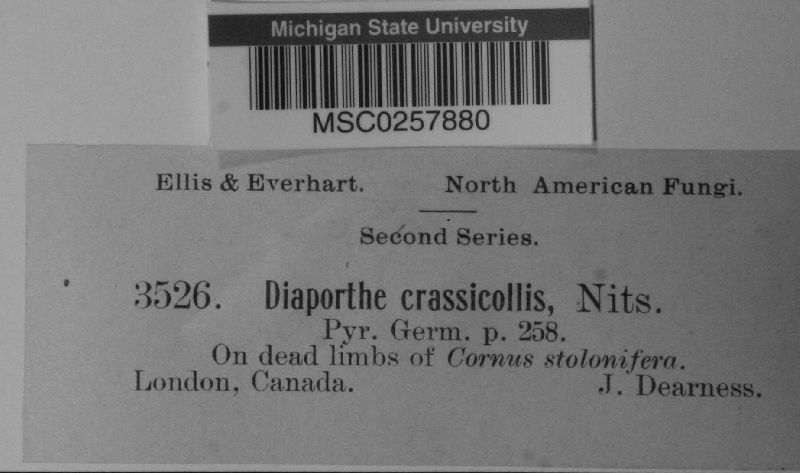 Michigan State University
MSC0257880
Ellis & Everhart. North American Fungi.
Second Series.
3526. Diaporthe crassicollis, Nits.
Pyr. Germ. p. 258.
On dead limbs of Cornus stolonifera.
London, Canada. J. Dearness.